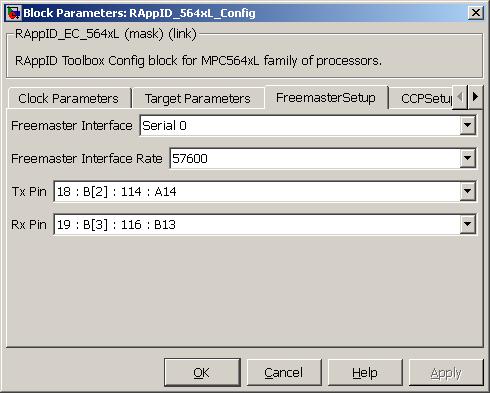 Block Parameters: RAppID_564xL_Config
RAppID_EC_564xL (mask) (link)
RAppID Toolbox Config block for MPC564xL family of processors.
Clock Parameters Target Parameters FreemasterSetup CCPSetup
Freemaster Interface Serial 0
Freemaster Interface Rate 57600
Tx Pin 18 : B[2] : 114 : A14
Rx Pin 19 : B[3] : 116 : B13
OK Cancel Help Apply